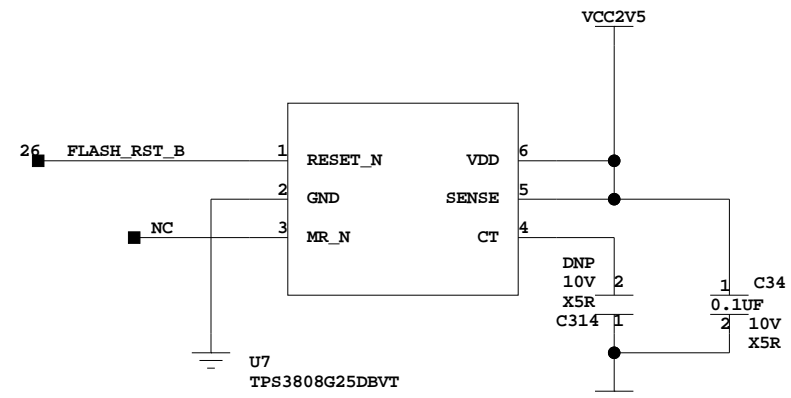 VCC2V5
26 FLASH_RST_B 1 RESET_N VDD 6
2 GND SENSE 5
NC 3 MR_N CT 4
DNP
10V 2 1 C34
X5R 0.1UF
C314 1 2 10V
X5R
U7
TPS3808G25DBVT